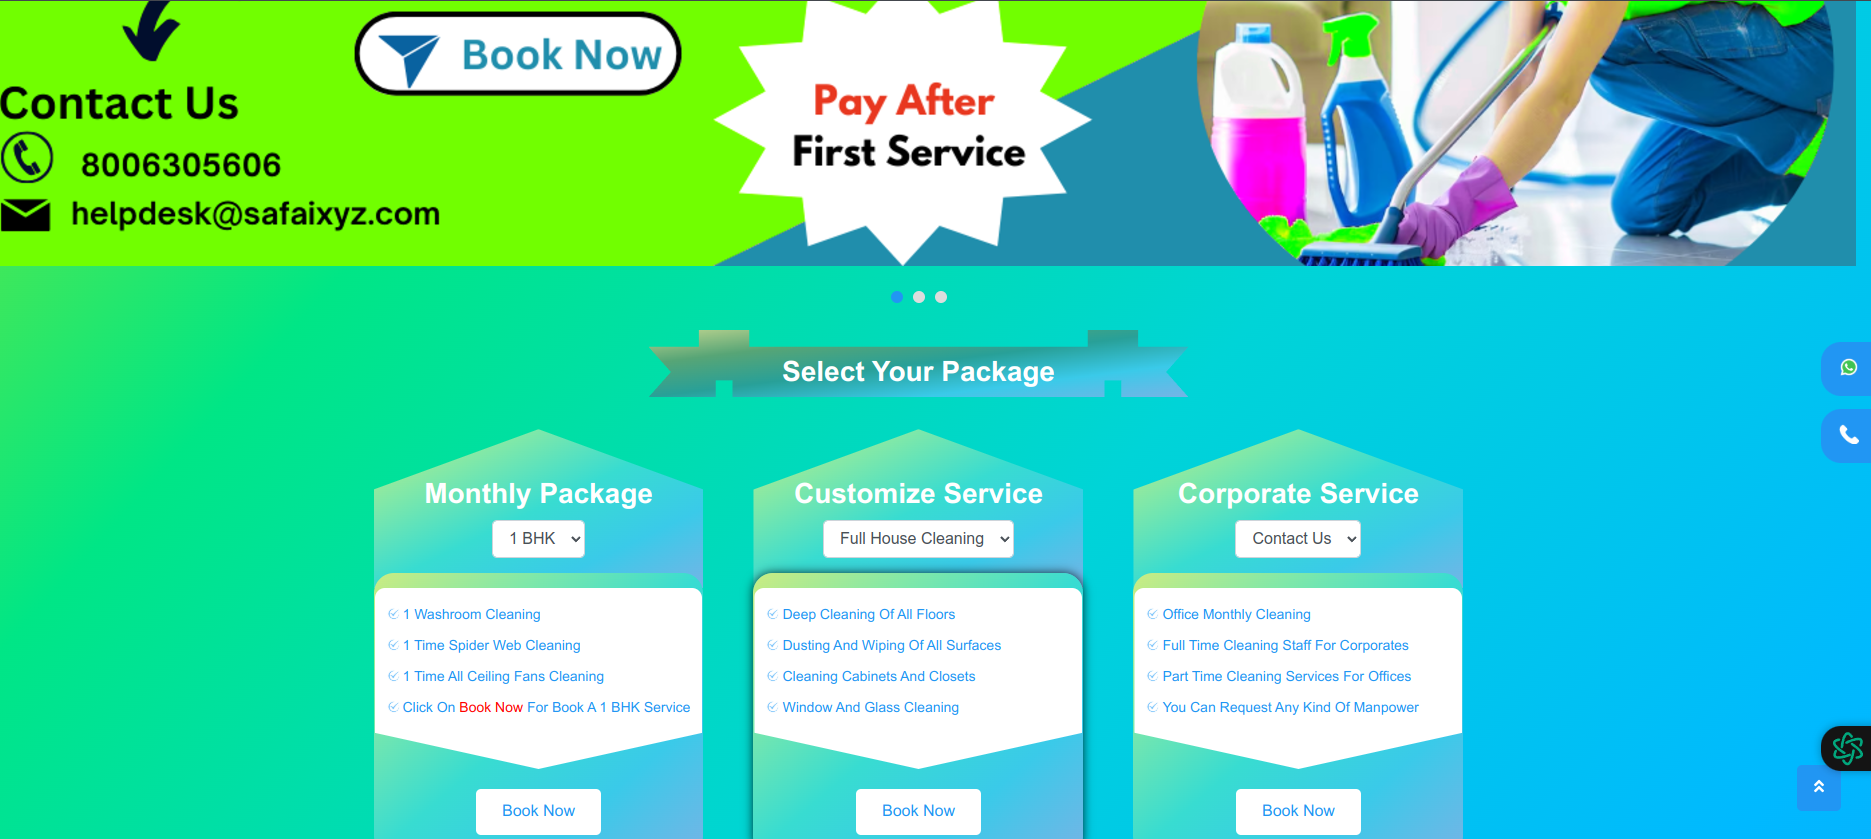 Book Now
Contact Us
8006305606
helpdesk@safaixyz.com
Pay After
First Service
Select Your Package
Monthly Package
1 BHK
1 Washroom Cleaning
1 Time Spider Web Cleaning
1 Time All Ceiling Fans Cleaning
Click On Book Now For Book A 1 BHK Service
Book Now
Customize Service
Full House Cleaning
Deep Cleaning Of All Floors
Dusting And Wiping Of All Surfaces
Cleaning Cabinets And Closets
Window And Glass Cleaning
Book Now
Corporate Service
Contact Us
Office Monthly Cleaning
Full Time Cleaning Staff For Corporates
Part Time Cleaning Services For Offices
You Can Request Any Kind Of Manpower
Book Now